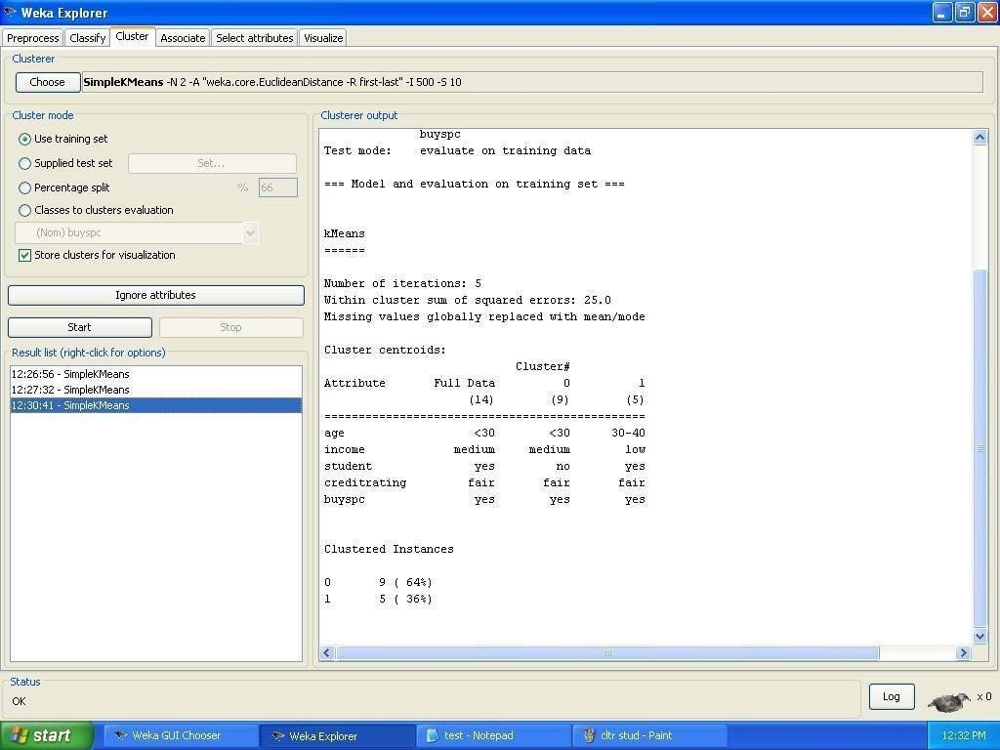 Weka Explorer
Preprocess Classify Cluster Associate Select attributes Visualize
Clusterer
Choose SimpleKMeans -N 2 -A "weka.core.EuclideanDistance -R first-last" -I 500 -S 10
Cluster mode
Use training set
Supplied test set Set...
Percentage split % 66
Classes to clusters evaluation
(Nom) buyspc
Store clusters for visualization
Ignore attributes
Start Stop
Result list (right-click for options)
12:26:56 - SimpleKMeans
12:27:32 - SimpleKMeans
12:30:41 - SimpleKMeans
Clusterer output
buyspc
Test mode: evaluate on training data
=== Model and evaluation on training set ===
kMeans
======
Number of iterations: 5
Within cluster sum of squared errors: 25.0
Missing values globally replaced with mean/mode
Cluster centroids:
Cluster#
Attribute Full Data 0 1
(14) (9) (5)
===============================================
age <30 <30 30-40
income medium medium low
student yes no yes
creditrating fair fair fair
buyspc yes yes yes
Clustered Instances
0 9 ( 64%)
1 5 ( 36%)
Status
OK
Log x 0
start Weka GUI Chooser Weka Explorer test - Notepad cltr stud - Paint 12:32 PM